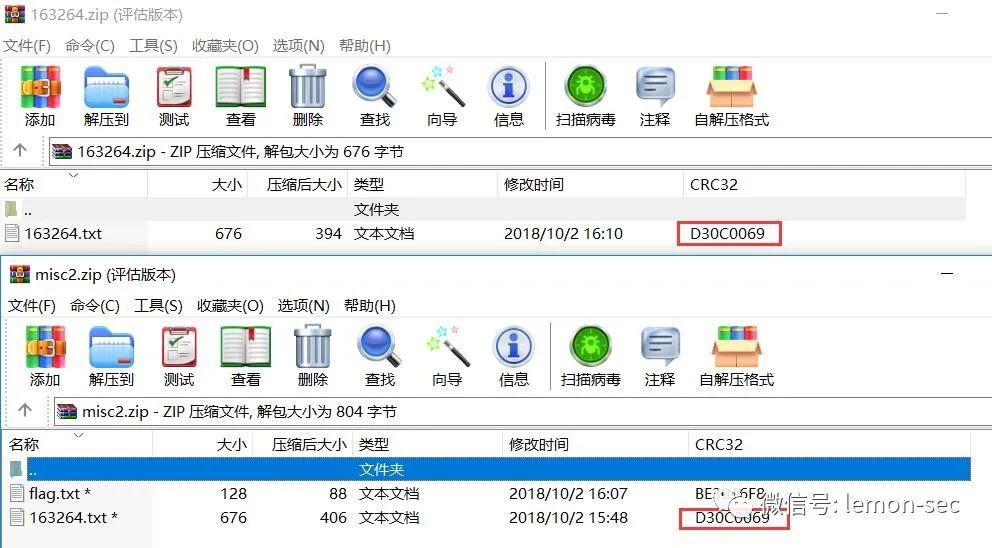 163264.zip (评估版本)
文件(F) 命令(C) 工具(S) 收藏夹(O) 选项(N) 帮助(H)
添加 解压到 测试 查看 删除 查找 向导 信息 扫描病毒 注释 自解压格式
163264.zip - ZIP 压缩文件, 解包大小为 676 字节
名称 大小 压缩后大小 类型 修改时间 CRC32
.. 文件夹
163264.txt 676 394 文本文档 2018/10/2 16:10 D30C0069
misc2.zip (评估版本)
文件(F) 命令(C) 工具(S) 收藏夹(O) 选项(N) 帮助(H)
添加 解压到 测试 查看 删除 查找 向导 信息 扫描病毒 注释 自解压格式
misc2.zip - ZIP 压缩文件, 解包大小为 804 字节
名称 大小 压缩后大小 类型 修改时间 CRC32
.. 文件夹
flag.txt * 128 88 文本文档 2018/10/2 16:07
微信号: lemon-sec
163264.txt * 676 406 文本文档 2018/10/2 15:48 D30C0069